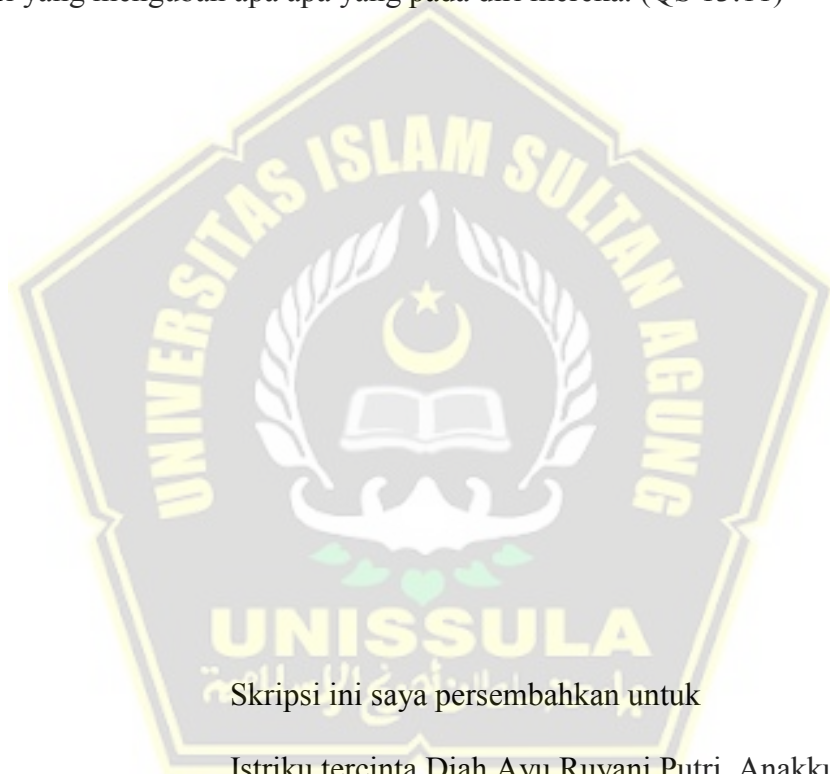 yang mengubah apa apa yang pada diri mereka. (QS 13:11)
UNIVERSITAS ISLAM SULTAN AGUNG
UNISSULA
Skripsi ini saya persembahkan untuk
Istriku tercinta Diah Ayu Putri, Anakku